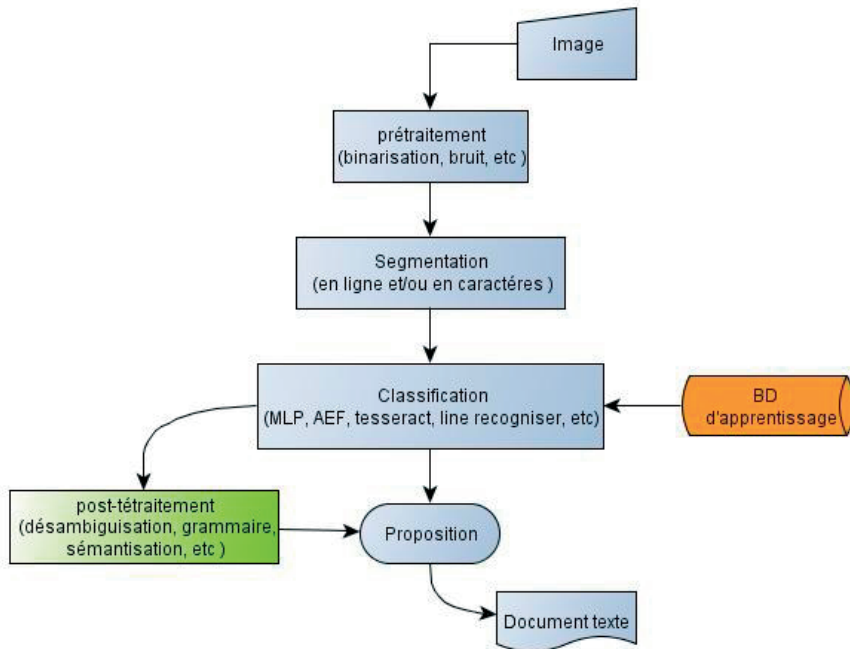 Image
prétraitement
(binarisation, bruit, etc )
Segmentation
(en ligne et/ou en caractéres )
Classification
(MLP, AEF, tesseract, line recogniser, etc)
BD
d'apprentissage
post-tétraitement
(désambiguisation, grammaire,
sémantisation, etc )
Proposition
Document texte